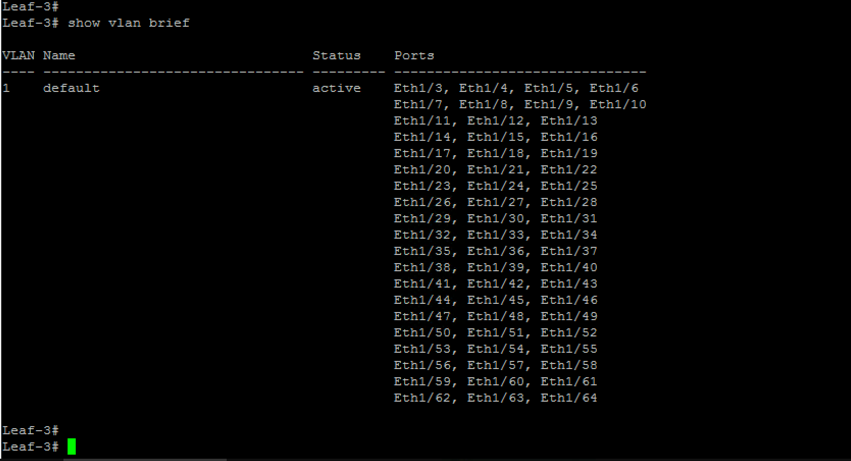 Leaf-3#
Leaf-3# show vlan brief
VLAN Name                             Status    Ports
---- -------------------------------- --------- -------------------------------
1    default                          active    Eth1/3, Eth1/4, Eth1/5, Eth1/6
                                                Eth1/7, Eth1/8, Eth1/9, Eth1/10
                                                Eth1/11, Eth1/12, Eth1/13
                                                Eth1/14, Eth1/15, Eth1/16
                                                Eth1/17, Eth1/18, Eth1/19
                                                Eth1/20, Eth1/21, Eth1/22
                                                Eth1/23, Eth1/24, Eth1/25
                                                Eth1/26, Eth1/27, Eth1/28
                                                Eth1/29, Eth1/30, Eth1/31
                                                Eth1/32, Eth1/33, Eth1/34
                                                Eth1/35, Eth1/36, Eth1/37
                                                Eth1/38, Eth1/39, Eth1/40
                                                Eth1/41, Eth1/42, Eth1/43
                                                Eth1/44, Eth1/45, Eth1/46
                                                Eth1/47, Eth1/48, Eth1/49
                                                Eth1/50, Eth1/51, Eth1/52
                                                Eth1/53, Eth1/54, Eth1/55
                                                Eth1/56, Eth1/57, Eth1/58
                                                Eth1/59, Eth1/60, Eth1/61
                                                Eth1/62, Eth1/63, Eth1/64
Leaf-3#
Leaf-3#